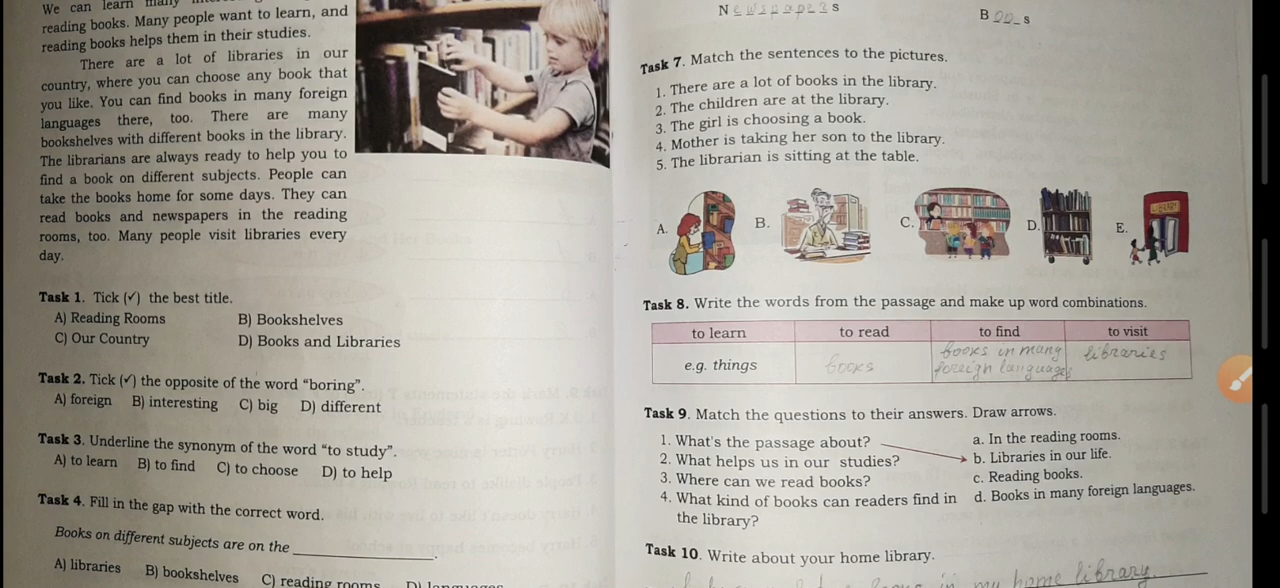 We can learn many
reading books. Many people want to learn, and
reading books helps them in their studies.
There are a lot of libraries in our
country, where you can choose any book that
you like. You can find books in many foreign
languages there, too. There are many
bookshelves with different books in the library.
The librarians are always ready to help you to
find a book on different subjects. People can
take the books home for some days. They can
read books and newspapers in the reading
rooms, too. Many people visit libraries every
day.
Task 1. Tick (✓) the best title.
A) Reading Rooms B) Bookshelves
C) Our Country D) Books and Libraries
Task 2. Tick (✓) the opposite of the word “boring”.
A) foreign B) interesting C) big D) different
Task 3. Underline the synonym of the word “to study”.
A) to learn B) to find C) to choose D) to help
Task 4. Fill in the gap with the correct word.
Books on different subjects are on the ____________.
A) libraries B) bookshelves C) reading rooms D) languages
Newspapers B oo_s
Task 7. Match the sentences to the pictures.
1. There are a lot of books in the library.
2. The children are at the library.
3. The girl is choosing a book.
4. Mother is taking her son to the library.
5. The librarian is sitting at the table.
A. B. C. D. E.
LIBRARY
Task 8. Write the words from the passage and make up word combinations.
to learn to read to find to visit
e.g. things books books in many foreign languages libraries
Task 9. Match the questions to their answers. Draw arrows.
1. What's the passage about? a. In the reading rooms.
2. What helps us in our studies? b. Libraries in our life.
3. Where can we read books? c. Reading books.
4. What kind of books can readers find in d. Books in many foreign languages.
the library?
Task 10. Write about your home library.
in my home library